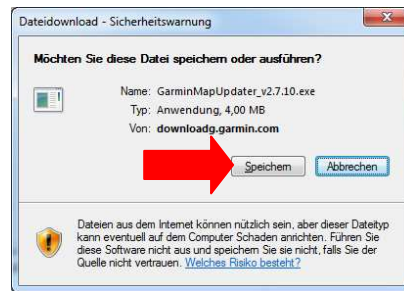 Dateidownload - Sicherheitswarnung
Möchten Sie diese Datei speichern oder ausführen?
Name: GarminMapUpdater_v2.7.10.exe
Typ: Anwendung, 4,00 MB
Von: downloadg.garmin.com
Speichern Abbrechen
Dateien aus dem Internet können nützlich sein, aber dieser Dateityp
kann eventuell auf dem Computer Schaden anrichten. Führen Sie
diese Software nicht aus und speichern Sie sie nicht, falls Sie der
Quelle nicht vertrauen. Welches Risiko besteht?